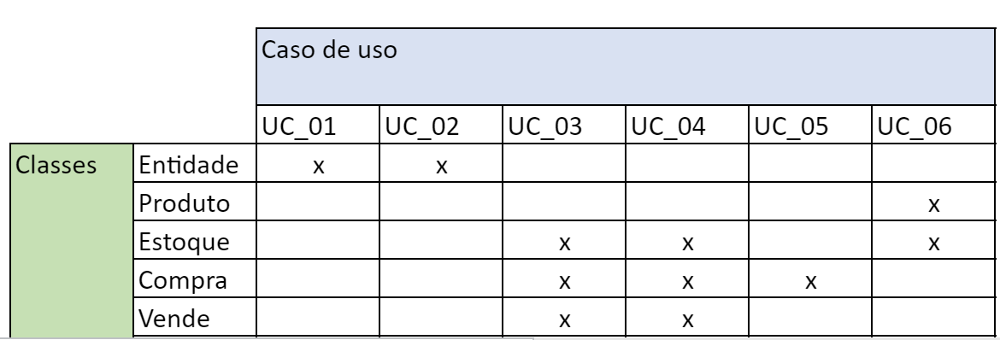 Caso de uso
UC_01 UC_02 UC_03 UC_04 UC_05 UC_06
Classes Entidade x x
Produto x
Estoque x x x
Compra x x x
Vende x x